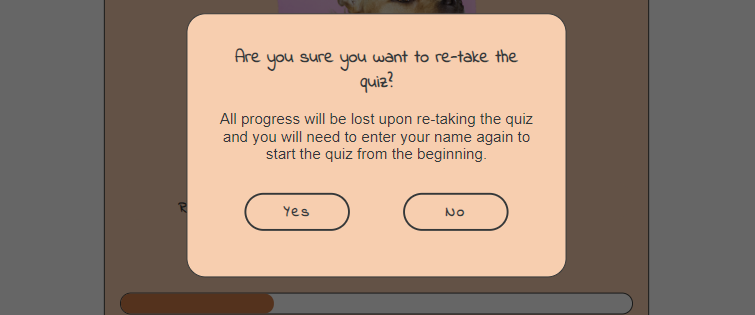 Are you sure you want to re-take the
quiz?
All progress will be lost upon re-taking the quiz
and you will need to enter your name again to
start the quiz from the beginning.
Yes
No